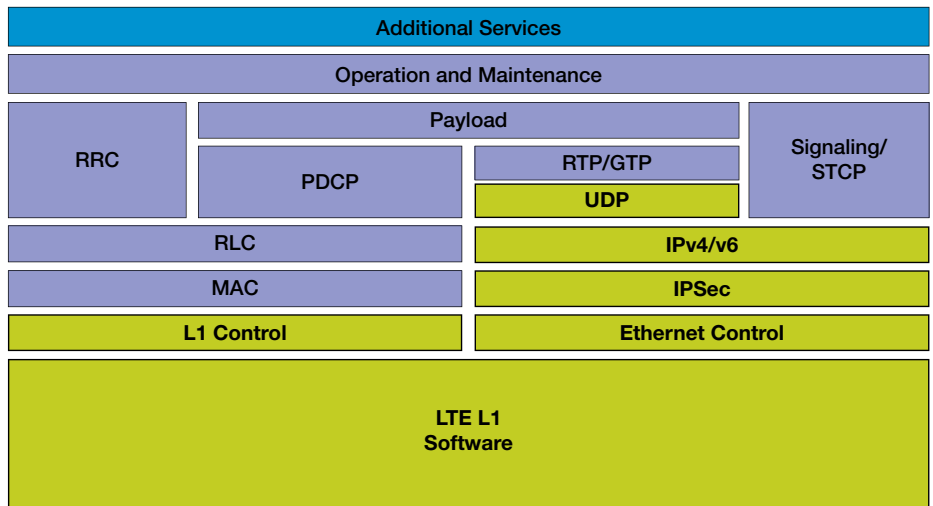 Additional Services
Operation and Maintenance
RRC
Payload
PDCP
RTP/GTP
UDP
Signaling/
STCP
RLC
IPv4/v6
MAC
IPSec
L1 Control
Ethernet Control
LTE L1
Software